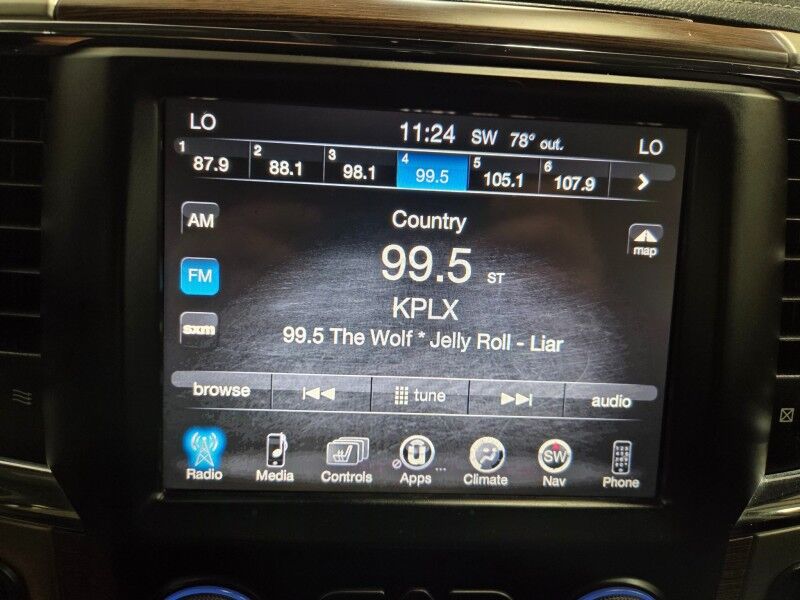 LO 11:24 SW 78° out. LO
1 87.9 2 88.1 3 98.1 4 99.5 5 105.1 6 107.9
AM Country
map
FM 99.5 ST
KPLX
sxm 99.5 The Wolf * Jelly Roll - Liar
browse tune audio
SW
Radio Media Controls Apps Climate Nav Phone